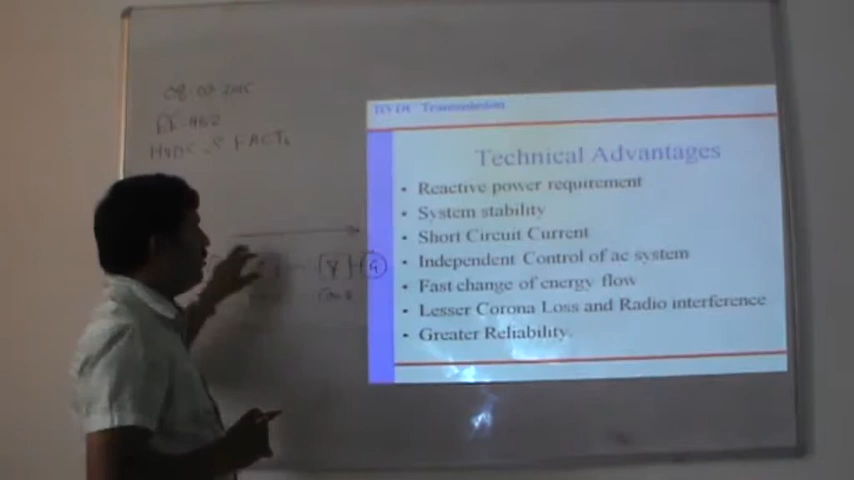 HVDC & FACTs
HVDC Transmission
Technical Advantages
• Reactive power requirement
• System stability
• Short Circuit Current
• Independent Control of ac system
• Fast change of energy flow
• Lesser Corona Loss and Radio interference
• Greater Reliability.